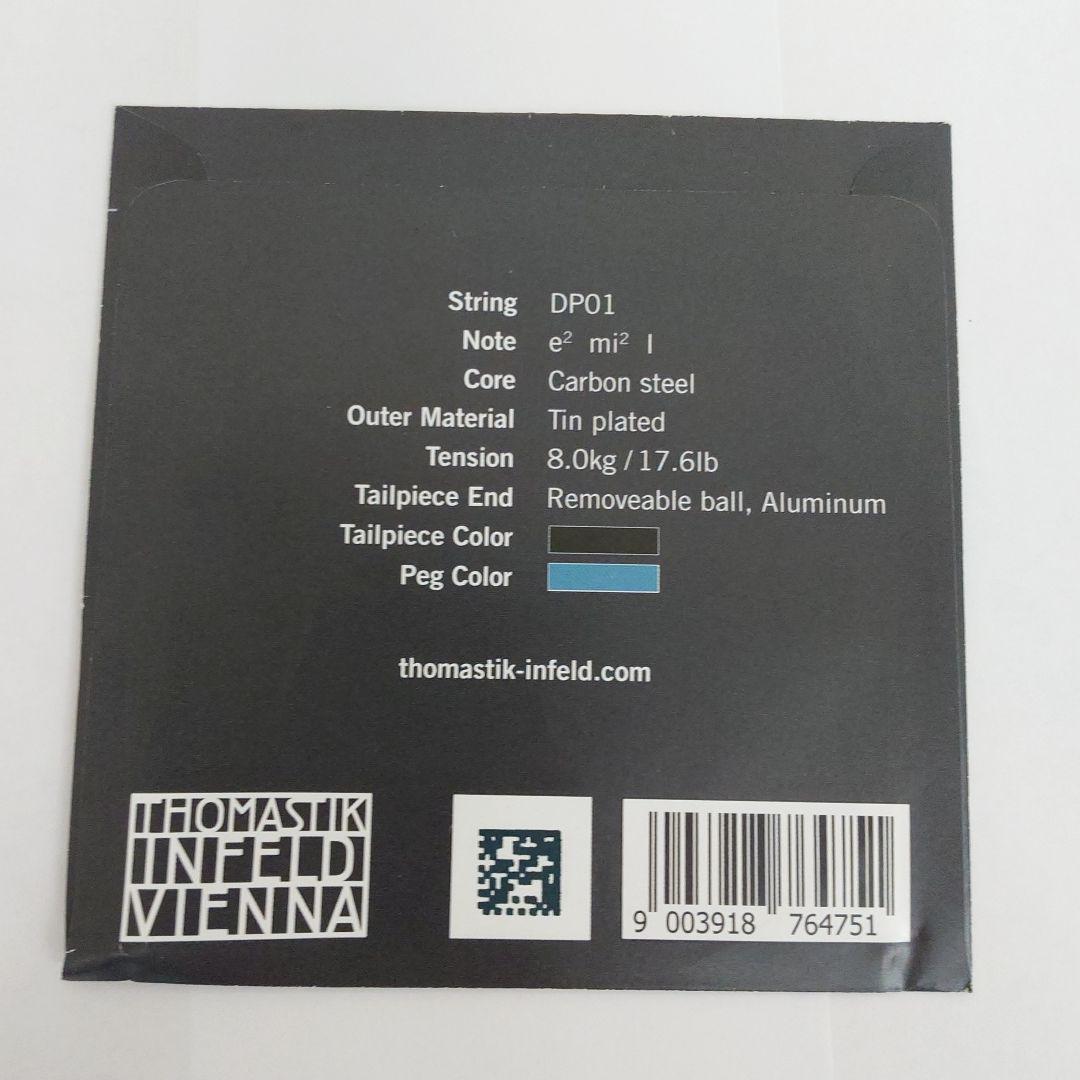 String DP01
Note e² mi² I
Core Carbon steel
Outer Material Tin plated
Tension 8.0kg / 17.6lb
Tailpiece End Removeable ball, Aluminum
Tailpiece Color
Peg Color
thomastik-infeld.com
THOMASTIK
INFELD
VIENNA
9 003918 764751